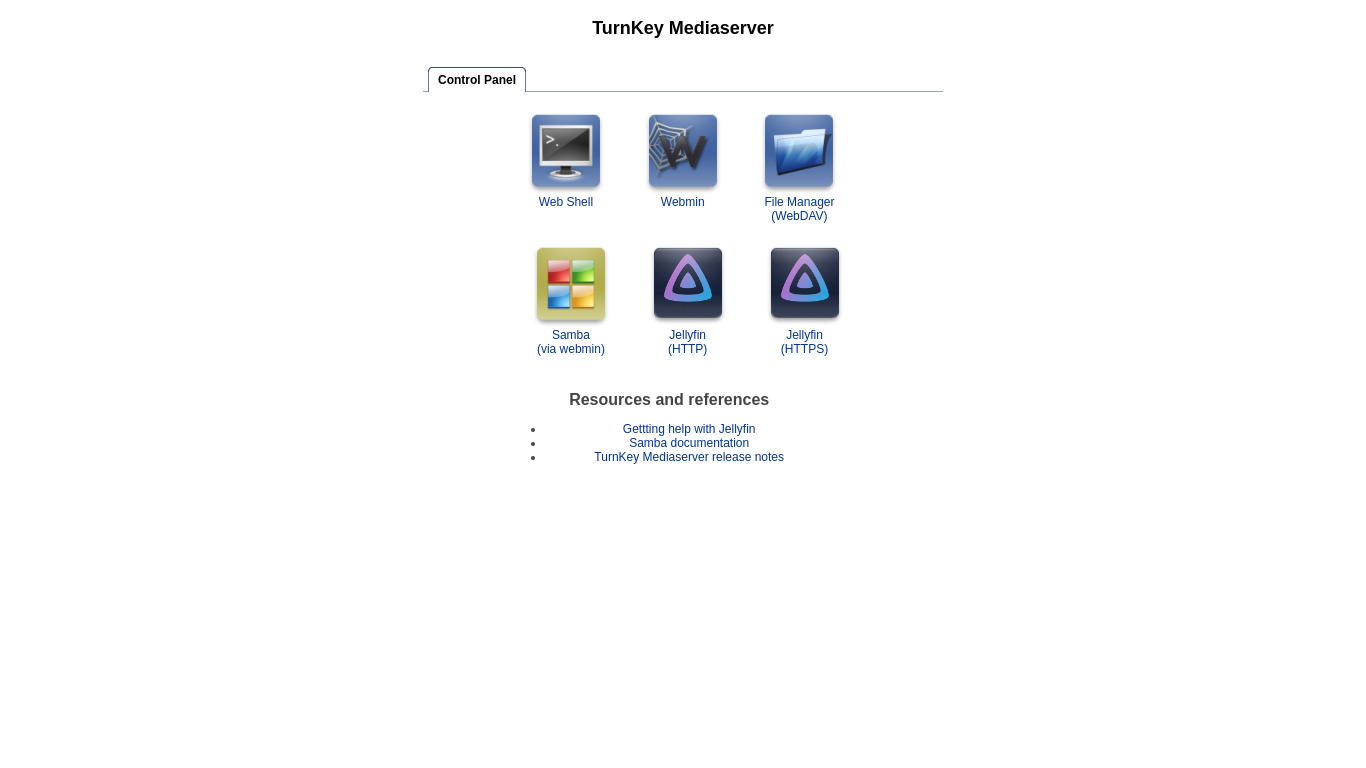 TurnKey Mediaserver
Control Panel
>_.
Web Shell
Webmin
File Manager
(WebDAV)
Samba
(via webmin)
Jellyfin
(HTTP)
Jellyfin
(HTTPS)
Resources and references
Gettting help with Jellyfin
Samba documentation
TurnKey Mediaserver release notes